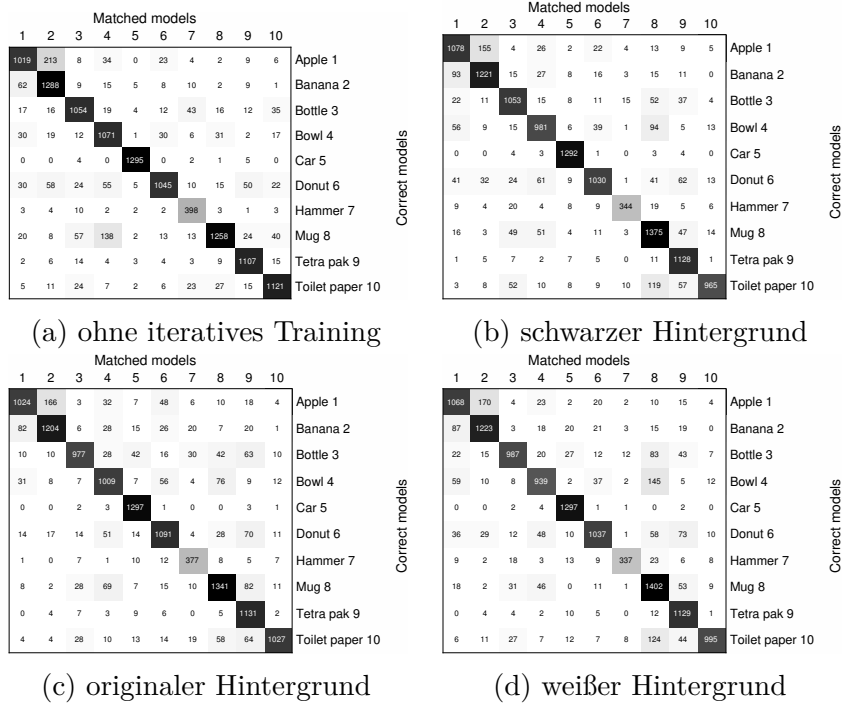 Matched models
1 2 3 4 5 6 7 8 9 10
1019 213 8 34 0 23 4 2 9 6 Apple 1
62 1288 9 15 5 8 10 2 9 1 Banana 2
17 16 1054 19 4 12 43 16 12 35 Bottle 3
30 19 12 1071 1 30 6 31 2 17 Bowl 4
0 0 4 0 1295 0 2 1 5 0 Car 5
30 58 24 55 5 1045 10 15 50 22 Donut 6
3 4 10 2 2 2 398 3 1 3 Hammer 7
20 8 57 138 2 13 13 1258 24 40 Mug 8
2 6 14 4 3 4 3 9 1107 15 Tetra pak 9
5 11 24 7 2 6 23 27 15 1121 Toilet paper 10
Correct models
(a) ohne iteratives Training
Matched models
1 2 3 4 5 6 7 8 9 10
1078 155 4 26 2 22 4 13 9 5 Apple 1
93 1221 15 27 8 16 3 15 11 0 Banana 2
22 11 1053 15 8 11 15 52 37 4 Bottle 3
56 9 15 981 6 39 1 94 5 13 Bowl 4
0 0 4 3 1292 1 0 3 4 0 Car 5
41 32 24 61 9 1030 1 41 62 13 Donut 6
9 4 20 4 8 9 344 19 5 6 Hammer 7
16 3 49 51 4 11 3 1375 47 14 Mug 8
1 5 7 2 7 5 0 11 1128 1 Tetra pak 9
3 8 52 10 8 9 10 119 57 965 Toilet paper 10
Correct models
(b) schwarzer Hintergrund
Matched models
1 2 3 4 5 6 7 8 9 10
1024 166 3 32 7 48 6 10 18 4 Apple 1
82 1204 6 28 15 26 20 7 20 1 Banana 2
10 10 977 28 42 16 30 42 63 10 Bottle 3
31 8 7 1009 7 56 4 76 9 12 Bowl 4
0 0 2 3 1297 1 0 0 3 1 Car 5
14 17 14 51 14 1091 4 28 70 11 Donut 6
1 0 7 1 10 12 377 8 5 7 Hammer 7
8 2 28 69 7 15 10 1341 82 11 Mug 8
0 4 7 3 9 6 0 5 1131 2 Tetra pak 9
4 4 28 10 13 14 19 58 64 1027 Toilet paper 10
Correct models
(c) originaler Hintergrund
Matched models
1 2 3 4 5 6 7 8 9 10
1068 170 4 23 2 20 2 10 15 4 Apple 1
87 1223 3 18 20 21 3 15 19 0 Banana 2
22 15 987 20 27 12 12 83 43 7 Bottle 3
59 10 8 939 2 37 2 145 5 12 Bowl 4
0 0 2 4 1297 1 0 2 1 0 Car 5
36 29 12 48 10 1037 1 58 73 10 Donut 6
9 2 18 3 13 9 337 23 6 8 Hammer 7
18 2 31 46 0 11 1 1402 53 9 Mug 8
0 4 4 2 10 5 0 12 1129 1 Tetra pak 9
6 11 27 7 12 7 8 124 44 995 Toilet paper 10
Correct models
(d) weißer Hintergrund